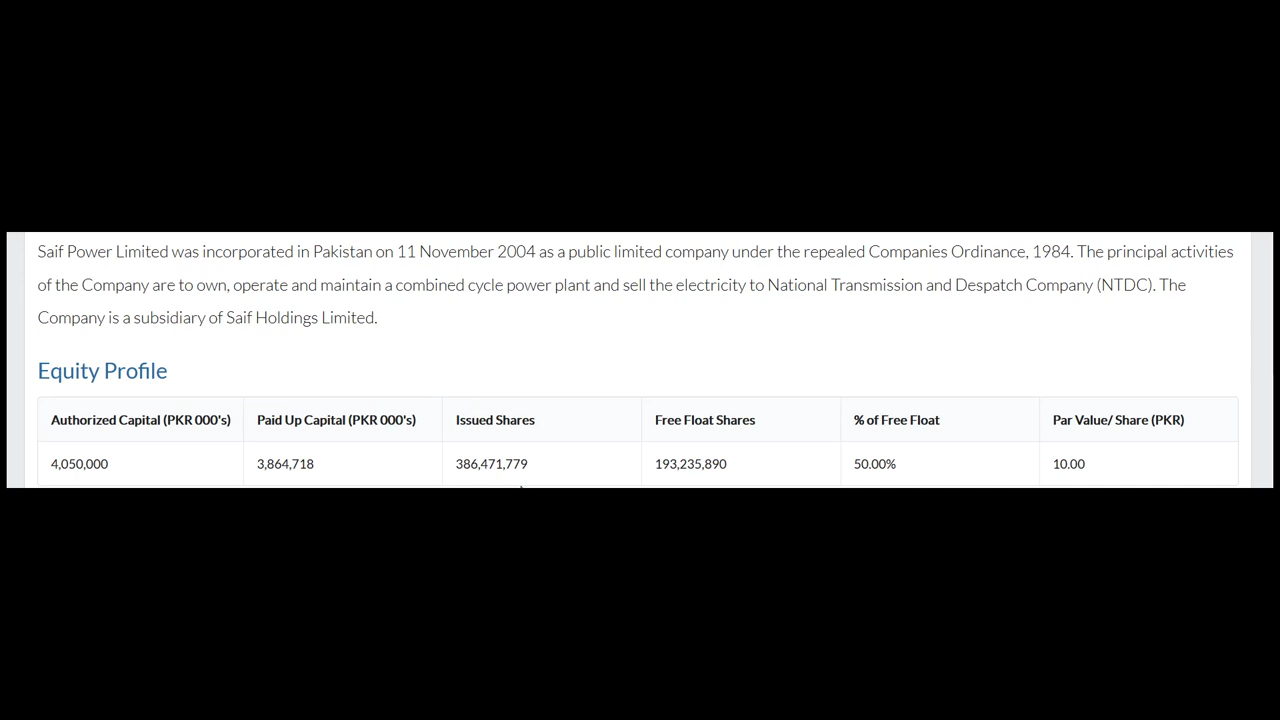 Saif Power Limited was incorporated in Pakistan on 11 November 2004 as a public limited company under the repealed Companies Ordinance, 1984. The principal activities
of the Company are to own, operate and maintain a combined cycle power plant and sell the electricity to National Transmission and Despatch Company (NTDC). The
Company is a subsidiary of Saif Holdings Limited.
Equity Profile
Authorized Capital (PKR 000's) Paid Up Capital (PKR 000's) Issued Shares Free Float Shares % of Free Float Par Value/ Share (PKR)
4,050,000 3,864,718 386,471,779 193,235,890 50.00% 10.00